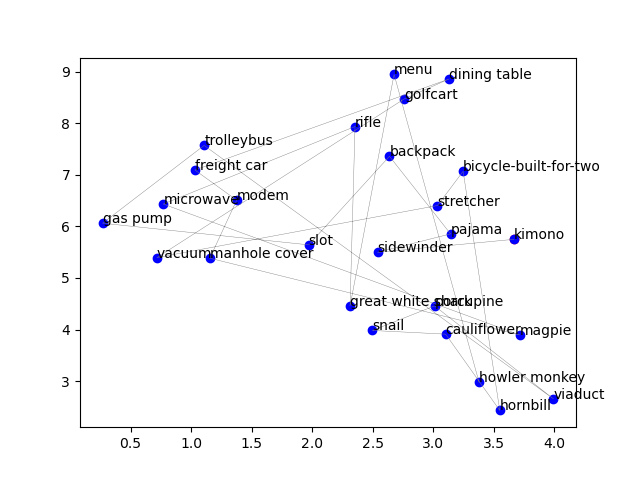 menu
dining table
golfcart
rifle
trolleybus
backpack
freight car
bicycle-built-for-two
microwave
modem
stretcher
gas pump
pajama
kimono
slot
sidewinder
vacuum
manhole cover
great white shark
porcupine
snail
cauliflower
magpie
howler monkey
viaduct
hornbill
9
8
7
6
5
4
3
0.5 1.0 1.5 2.0 2.5 3.0 3.5 4.0